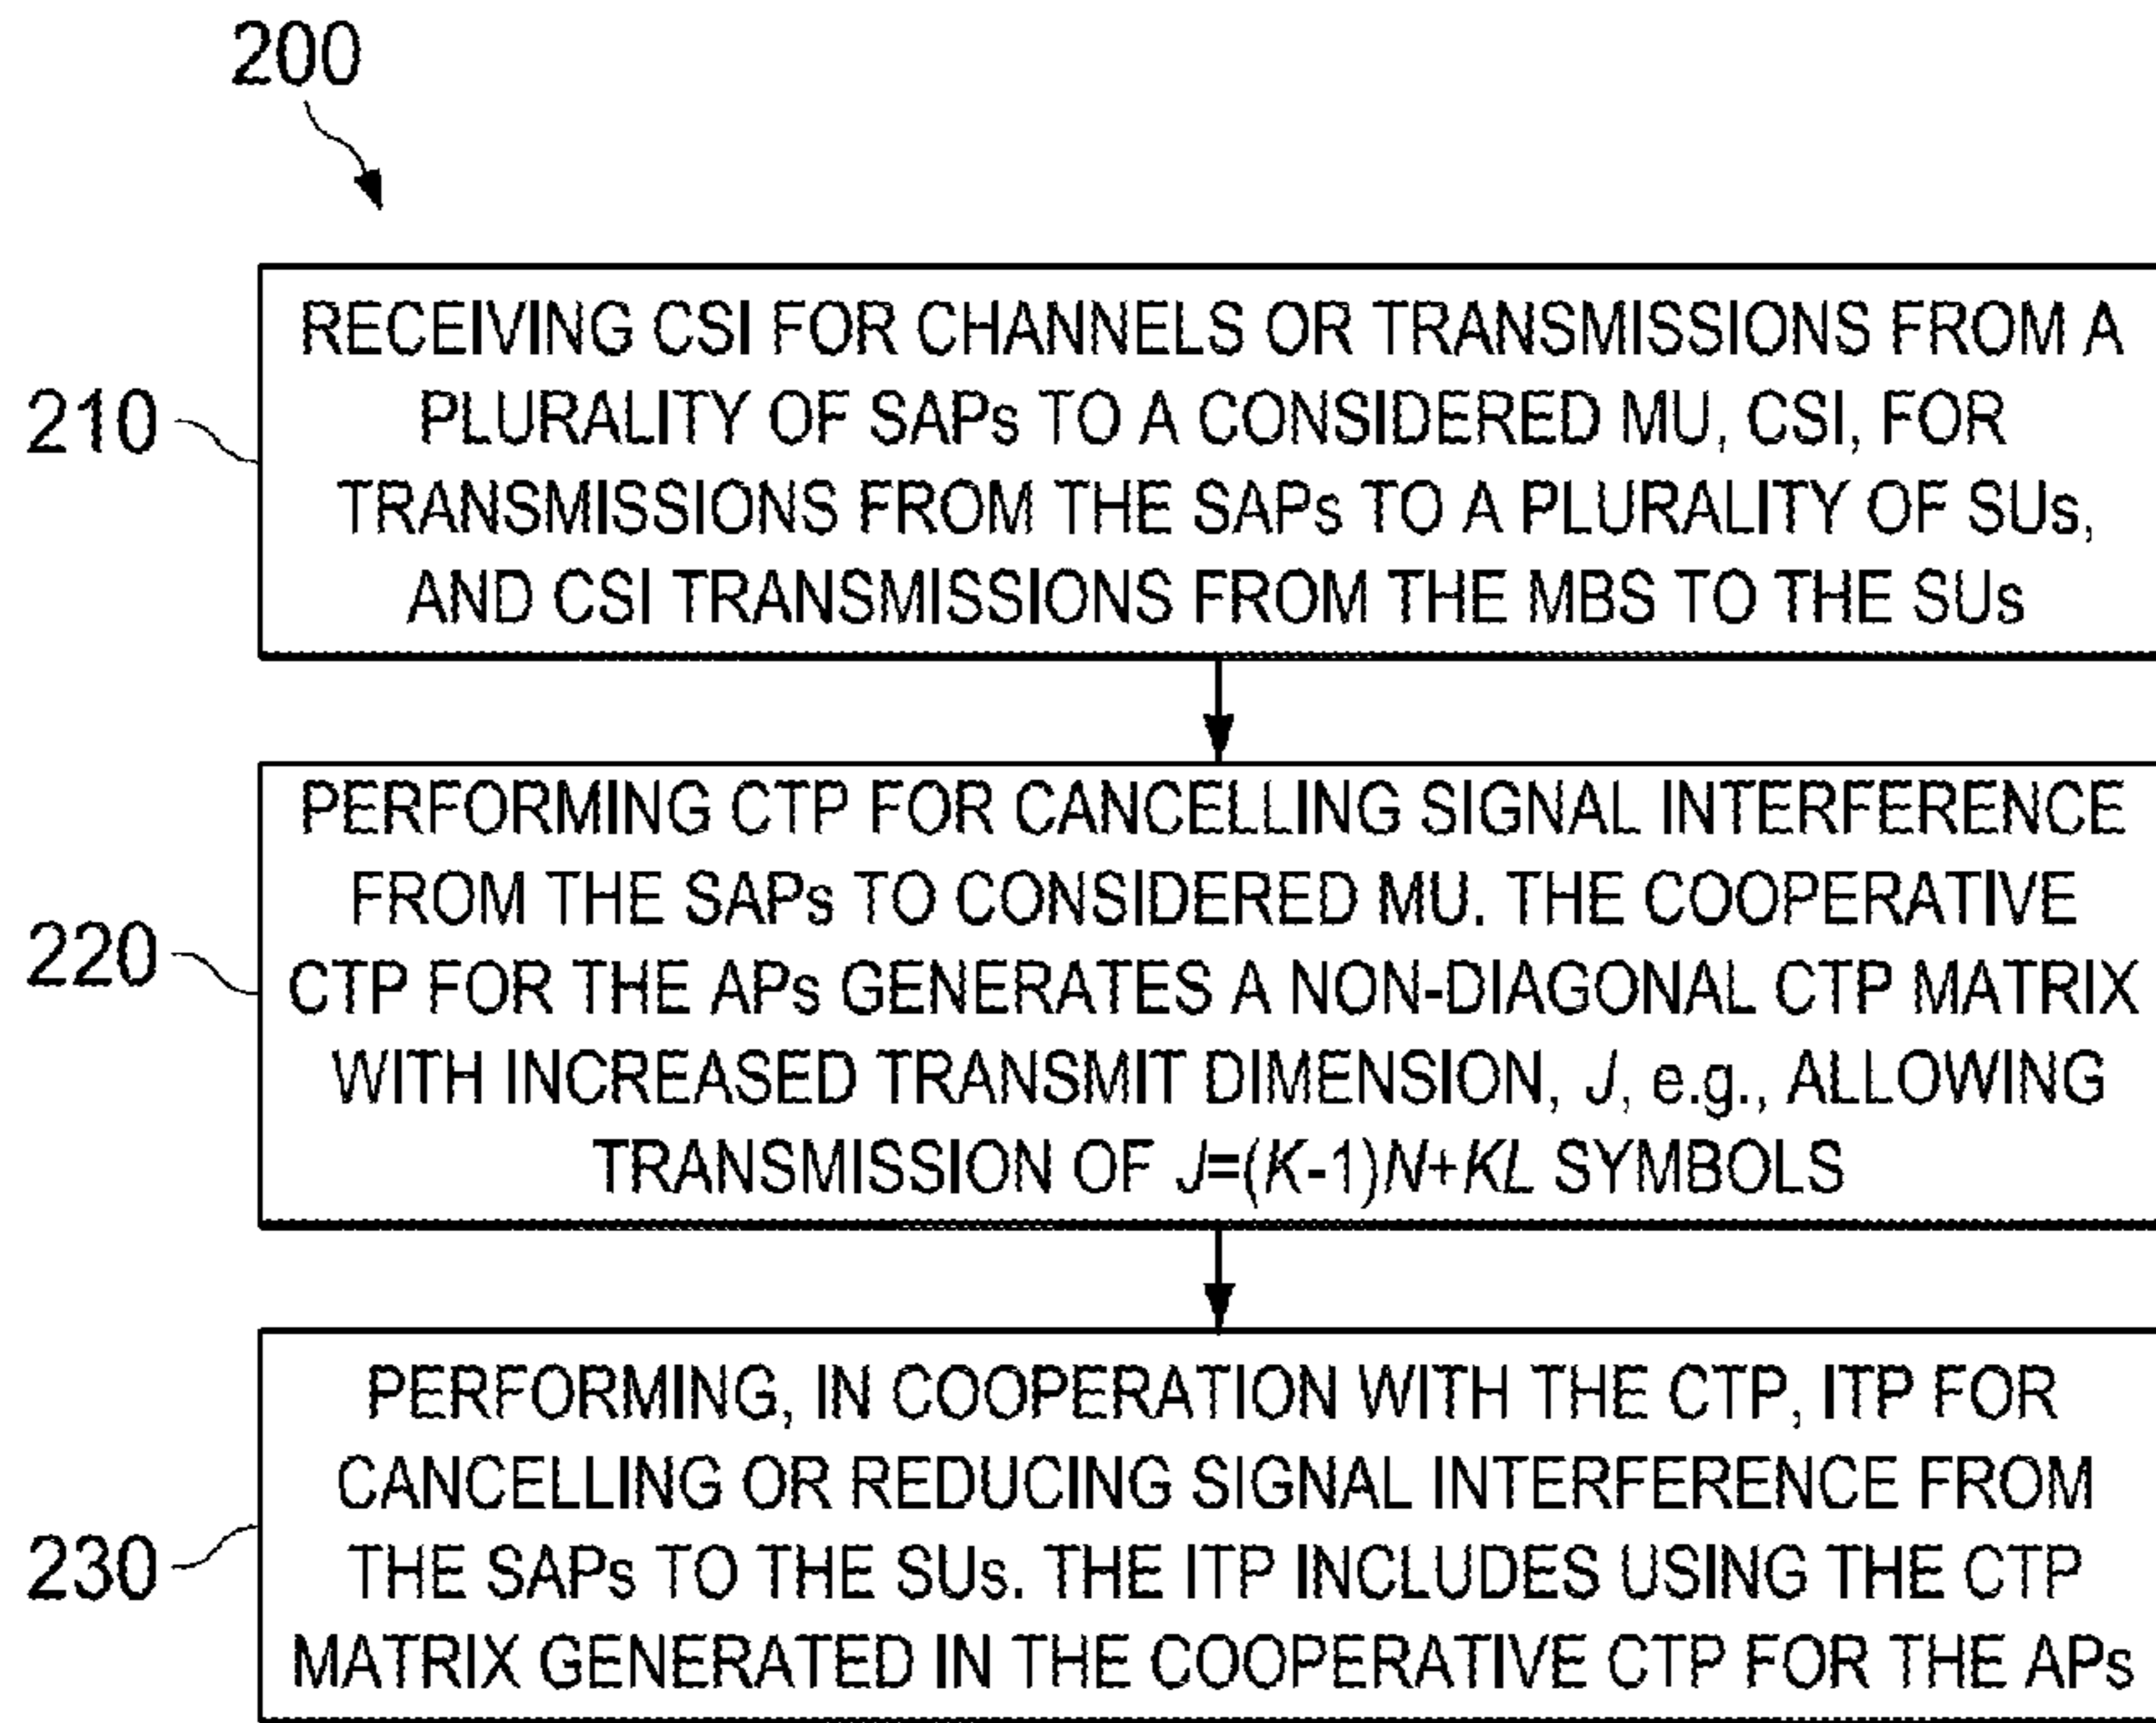 200
210
RECEIVING CSI FOR CHANNELS OR TRANSMISSIONS FROM A
PLURALITY OF SAPs TO A CONSIDERED MU, CSI, FOR
TRANSMISSIONS FROM THE SAPs TO A PLURALITY OF SUs,
AND CSI TRANSMISSIONS FROM THE MBS TO THE SUs
220
PERFORMING CTP FOR CANCELLING SIGNAL INTERFERENCE
FROM THE SAPs TO CONSIDERED MU. THE COOPERATIVE
CTP FOR THE APs GENERATES A NON-DIAGONAL CTP MATRIX
WITH INCREASED TRANSMIT DIMENSION, J, e.g., ALLOWING
TRANSMISSION OF J=(K-1)N+KL SYMBOLS
230
PERFORMING, IN COOPERATION WITH THE CTP, ITP FOR
CANCELLING OR REDUCING SIGNAL INTERFERENCE FROM
THE SAPs TO THE SUs. THE ITP INCLUDES USING THE CTP
MATRIX GENERATED IN THE COOPERATIVE CTP FOR THE APs